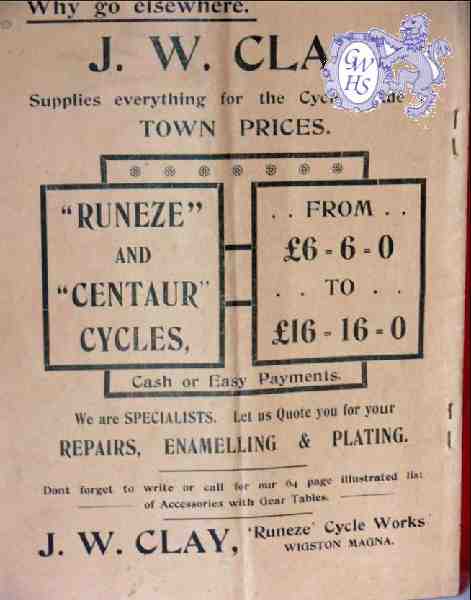 Why go elsewhere.
J. W. CLA
GWHS
Supplies everything for the Cyc
TOWN PRICES.
"RUNEZE"
AND
"CENTAUR"
CYCLES,
. . FROM . .
£6-6-0
. . TO . .
£16-16-0
Cash or Easy Payments.
We are SPECIALISTS. Let us Quote you for your
REPAIRS, ENAMELLING & PLATING.
Dont forget to write or call for our 64 page illustrated list
of Accessories with Gear Tables.
J. W. CLAY, 'Runeze' Cycle Works
WIGSTON MAGNA.